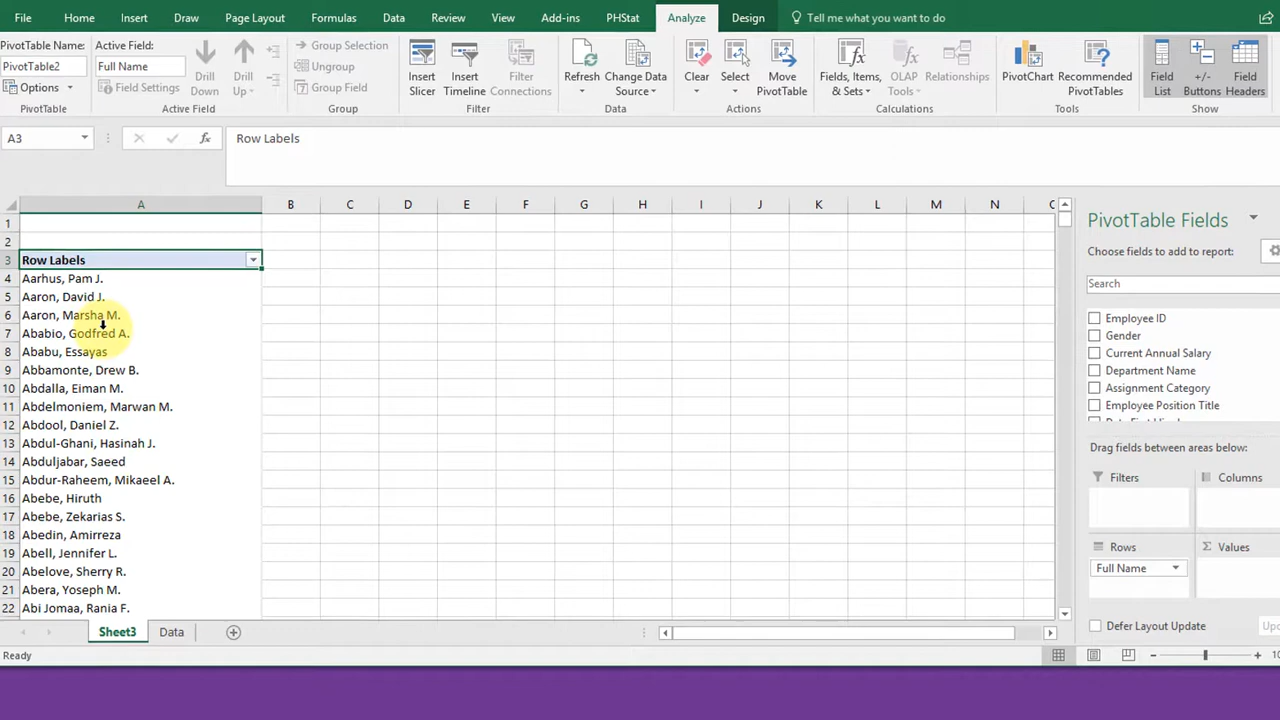 File Home Insert Draw Page Layout Formulas Data Review View Add-ins PHStat Analyze Design Tell me what you want to do
PivotTable Name:
PivotTable2
Options
PivotTable
Active Field:
Full Name
Field Settings
Drill Down
Drill Up
Active Field
Group Selection
Ungroup
Group Field
Group
Insert Slicer
Insert Timeline
Filter Connections
Filter
Refresh
Change Data Source
Data
Clear
Select
Move PivotTable
Actions
Fields, Items, & Sets
OLAP Tools
Relationships
Calculations
PivotChart
Recommended PivotTables
Tools
Field List
+/- Buttons
Field Headers
Show
A3 fx Row Labels
A B C D E F G H I J K L M N
1
2
3 Row Labels
4 Aarhus, Pam J.
5 Aaron, David J.
6 Aaron, Marsha M.
7 Ababio, Godfred A.
8 Ababu, Essayas
9 Abbamonte, Drew B.
10 Abdalla, Eiman M.
11 Abdelmoniem, Marwan M.
12 Abdool, Daniel Z.
13 Abdul-Ghani, Hasinah J.
14 Abduljabar, Saeed
15 Abdur-Raheem, Mikaeel A.
16 Abebe, Hiruth
17 Abebe, Zekarias S.
18 Abedin, Amirreza
19 Abell, Jennifer L.
20 Abelove, Sherry R.
21 Abera, Yoseph M.
22 Abi Jomaa, Rania F.
PivotTable Fields
Choose fields to add to report:
Search
Employee ID
Gender
Current Annual Salary
Department Name
Assignment Category
Employee Position Title
Drag fields between areas below:
Filters Columns
Rows Σ Values
Full Name
Defer Layout Update
Sheet3 Data
Ready